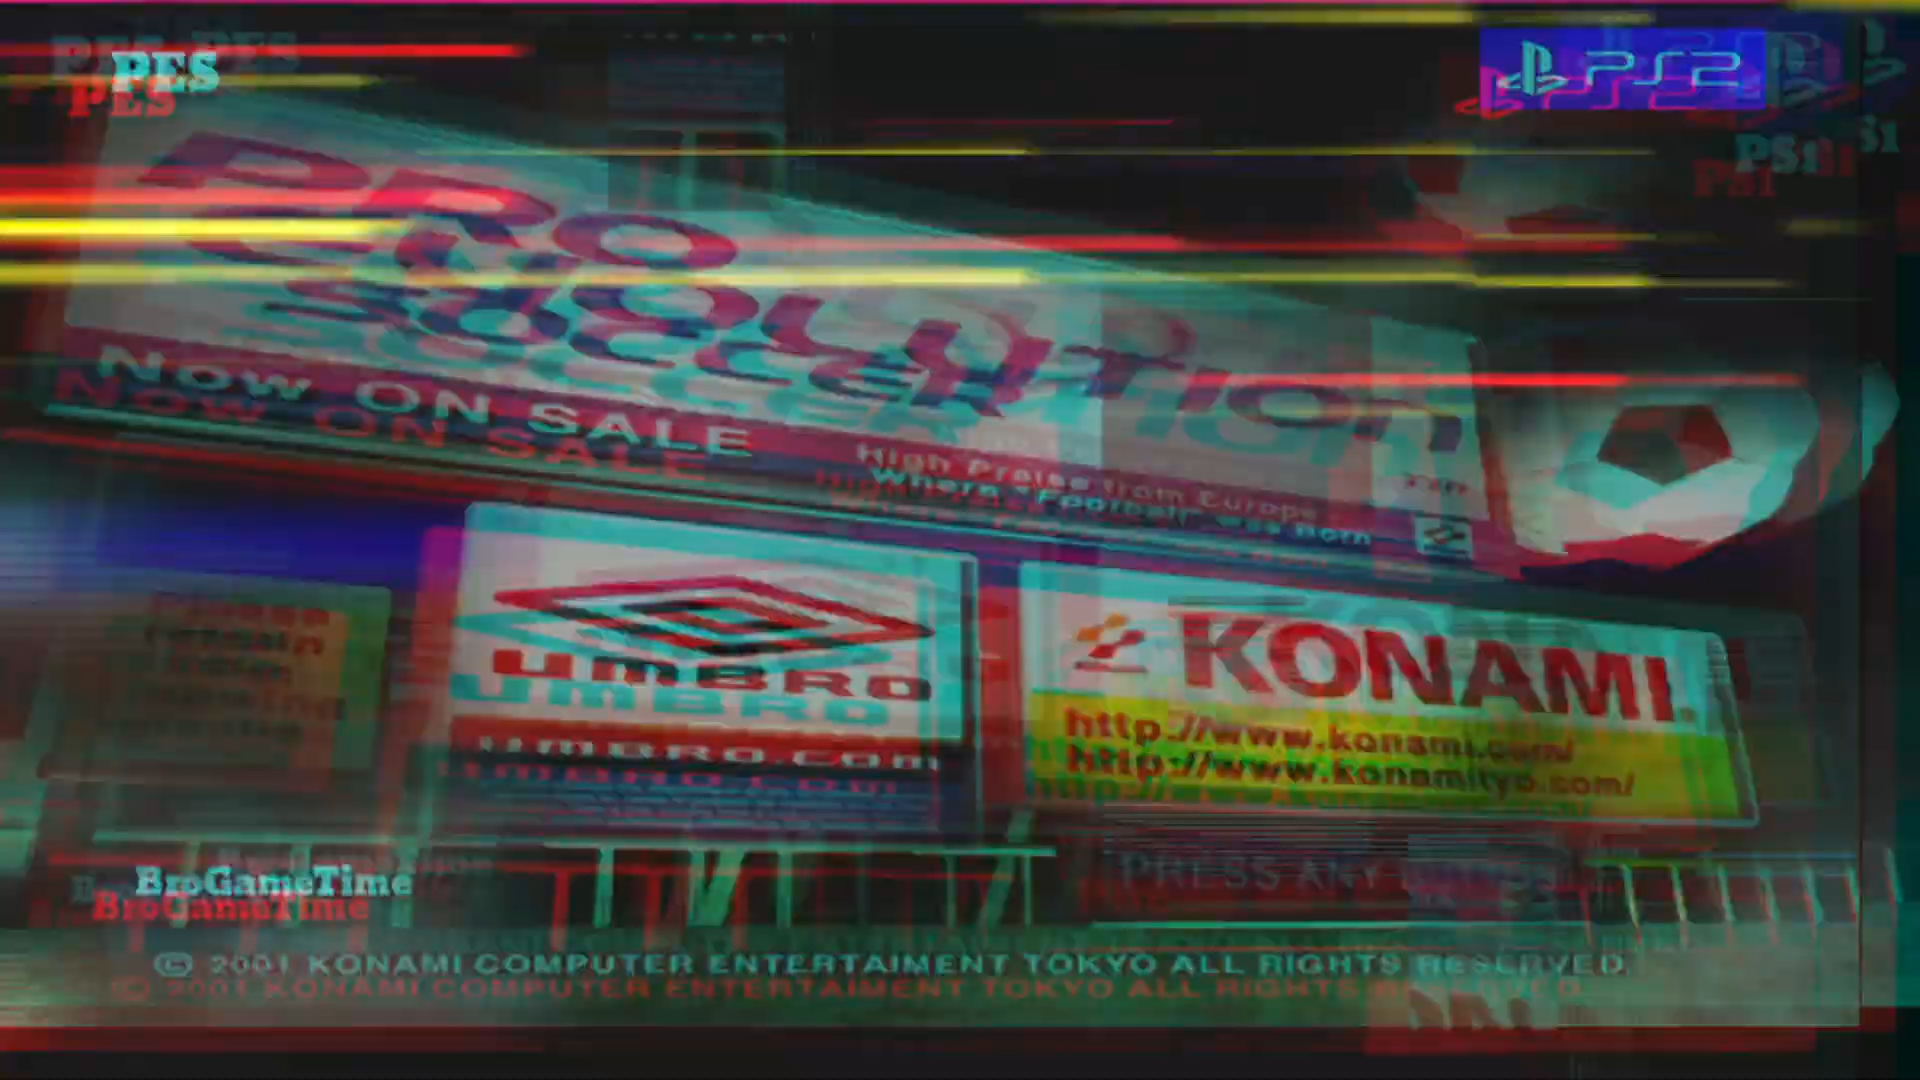 PES
PS2
PS1
PRO
EVOLUTION
SOCCER
NOW ON SALE
High Praise from Europe
Where "Football" was born
UMBRO
UMBRO.COM
KONAMI
http://www.konami.com/
http://www.konamityo.com/
PRESS ANY
BroGameTime
© 2001 KONAMI COMPUTER ENTERTAIMENT TOKYO ALL RIGHTS RESERVED.